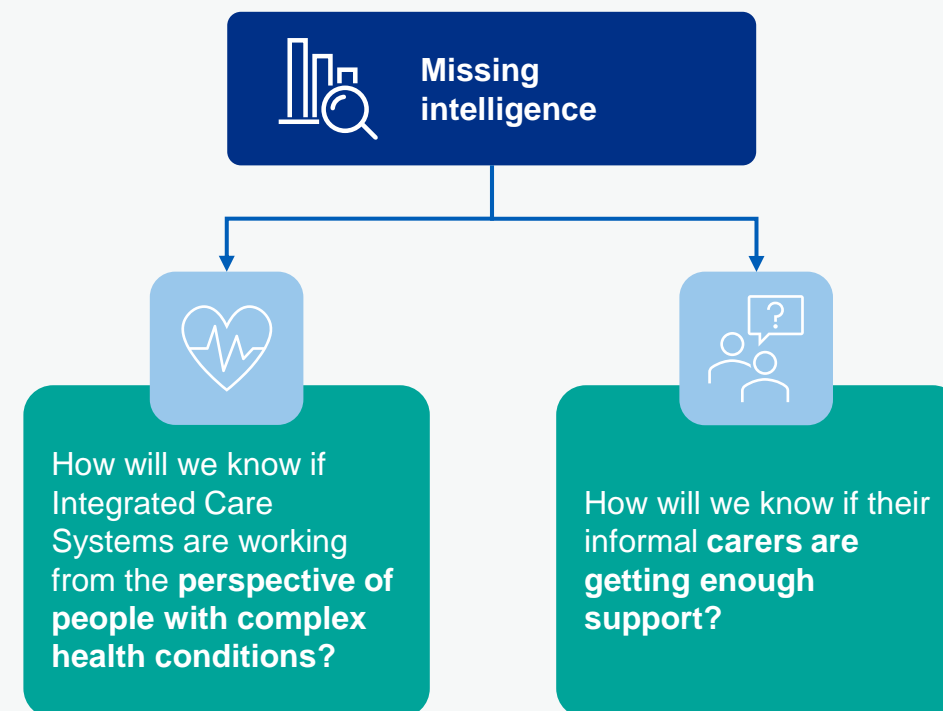 Missing
intelligence
?
How will we know if
Integrated Care
Systems are working
from the perspective of
people with complex
health conditions?
How will we know if their
informal carers are
getting enough
support?